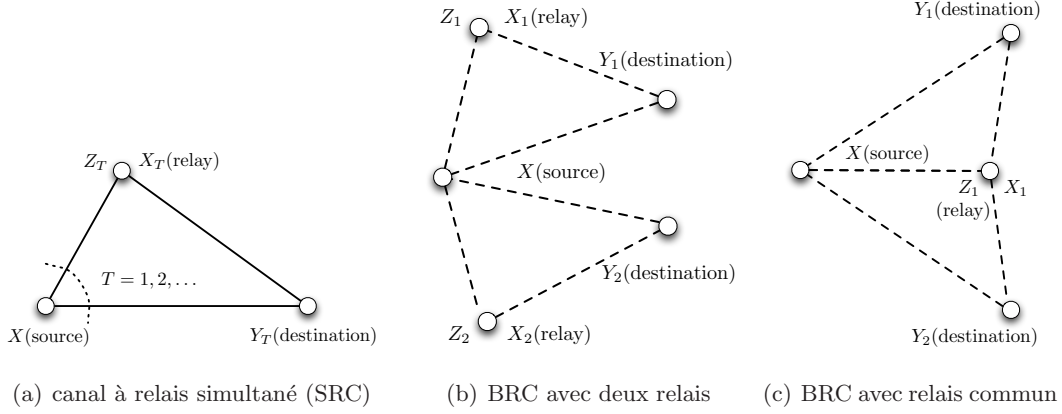 Z_T X_T(relay)
T = 1, 2, . . .
X(source)
Y_T(destination)
(a) canal à relais simultané (SRC)
Z_1 X_1(relay)
Y_1(destination)
X(source)
Y_2(destination)
Z_2 X_2(relay)
(b) BRC avec deux relais
Y_1(destination)
X(source)
Z_1 X_1
(relay)
Y_2(destination)
(c) BRC avec relais commun